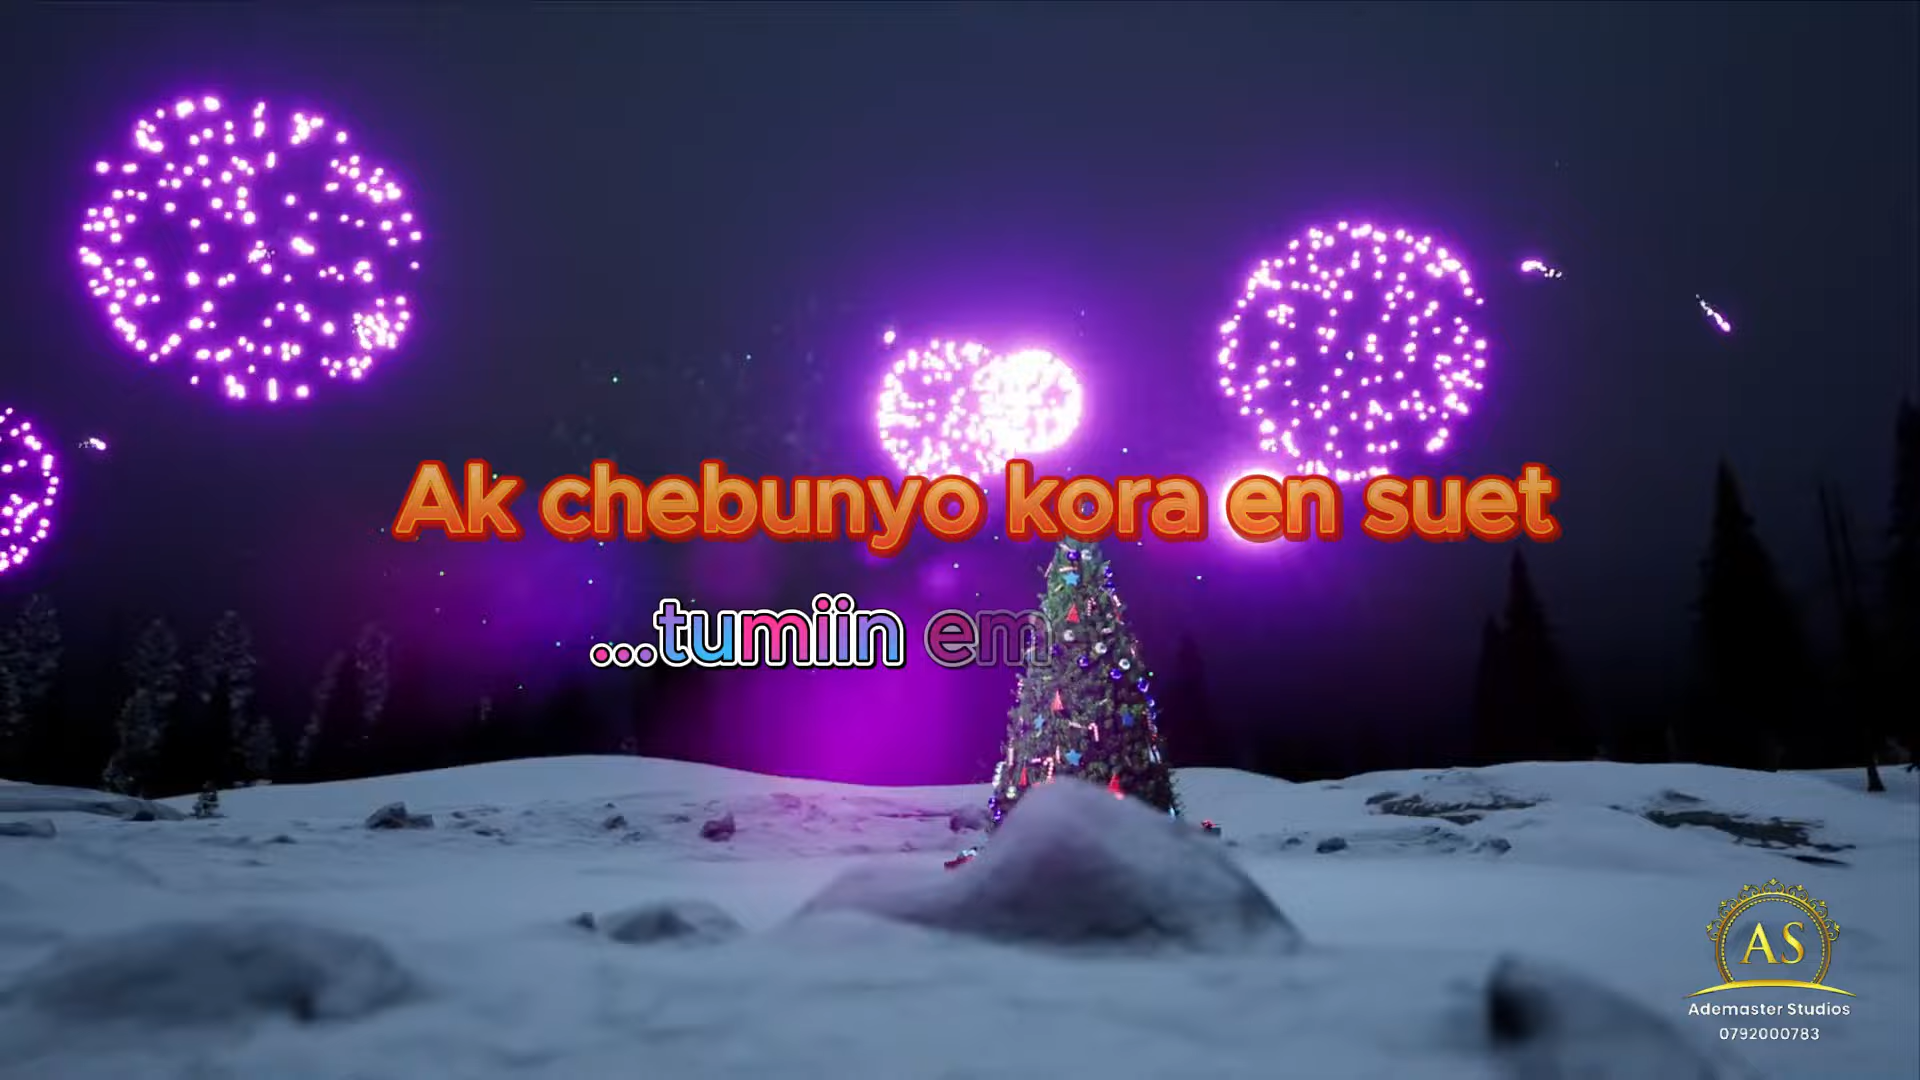 Ak chebunyo kora en suet
...tumiin em
AS
Ademaster Studios
0792000783